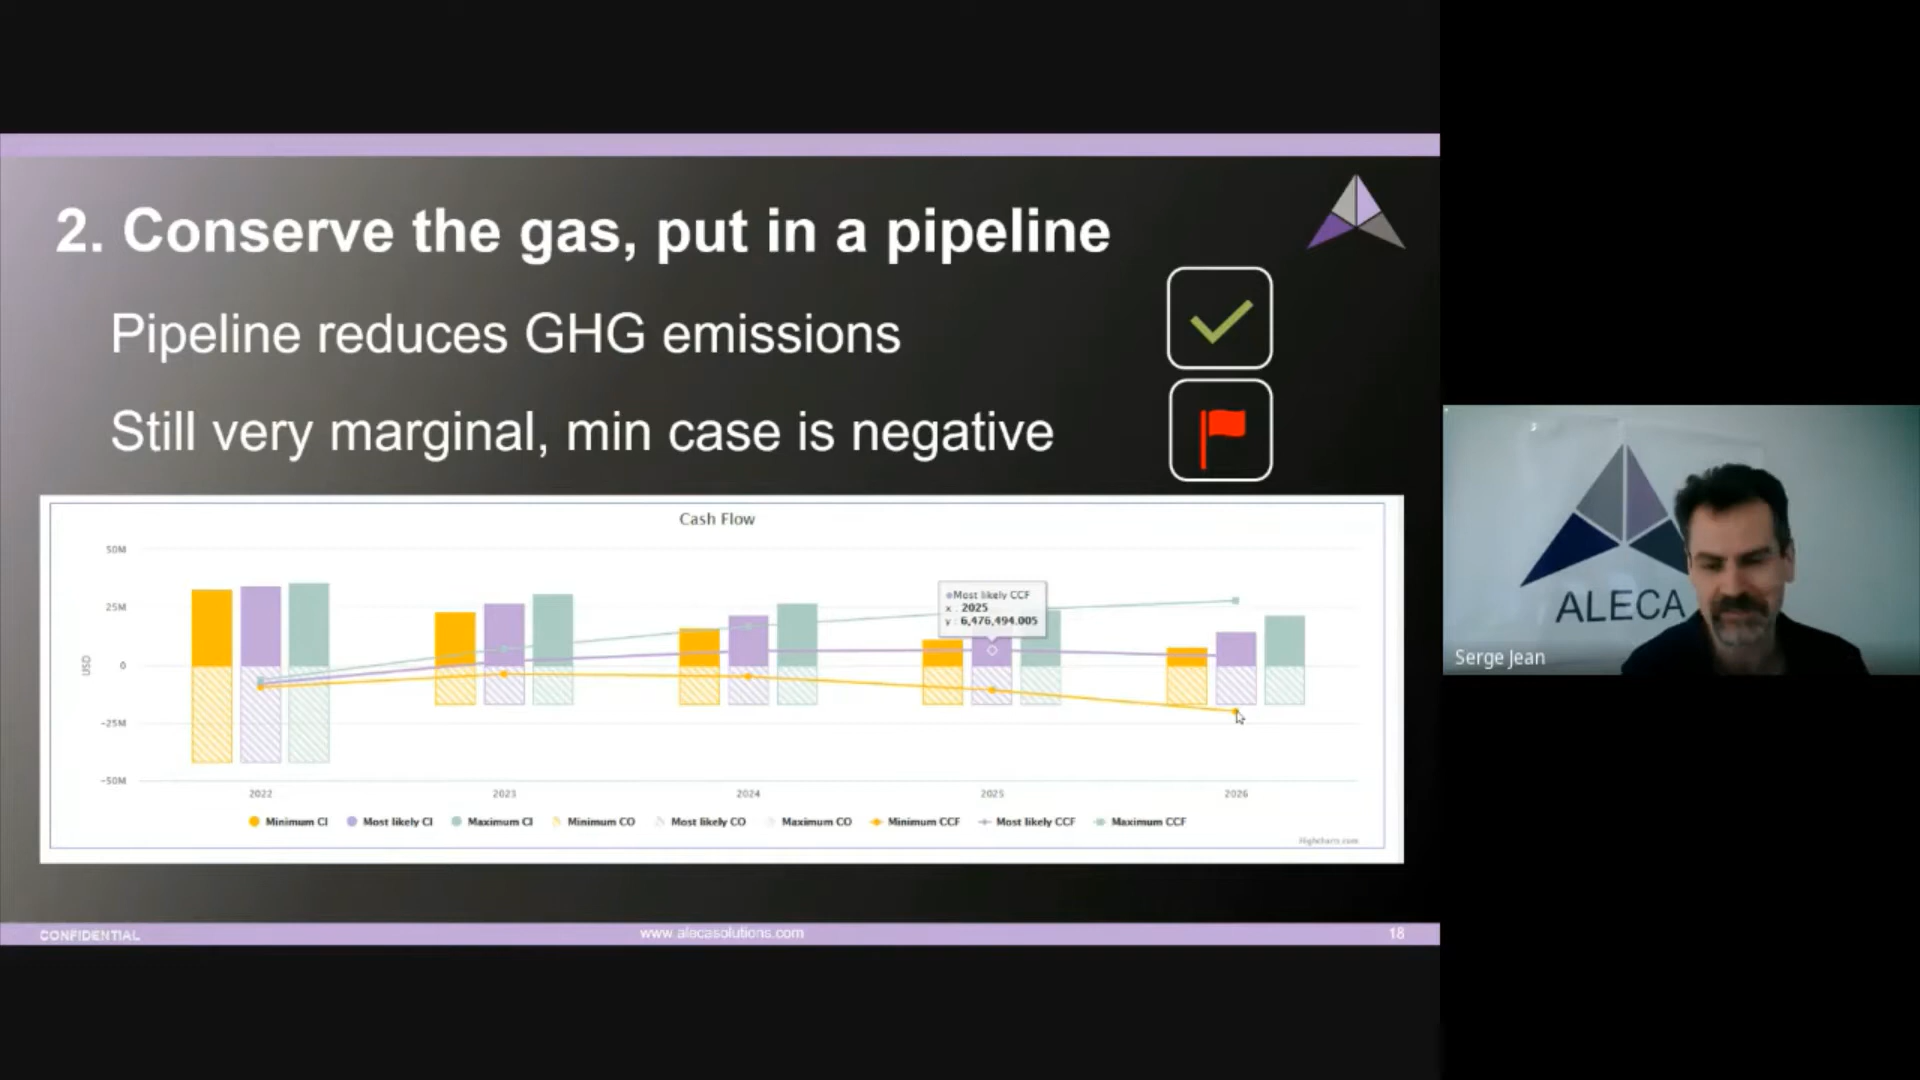 2. Conserve the gas, put in a pipeline
Pipeline reduces GHG emissions
Still very marginal, min case is negative
Cash Flow
50M
25M
0
-25M
-50M
USD
Most likely CCF
x : 2025
y : 6,476,494.005
2022 2023 2024 2025 2026
Minimum CI Most likely CI Maximum CI Minimum CO Most likely CO Maximum CO Minimum CCF Most likely CCF Maximum CCF
Highcharts.com
CONFIDENTIAL www.alecasolutions.com 18
ALECA
Serge Jean